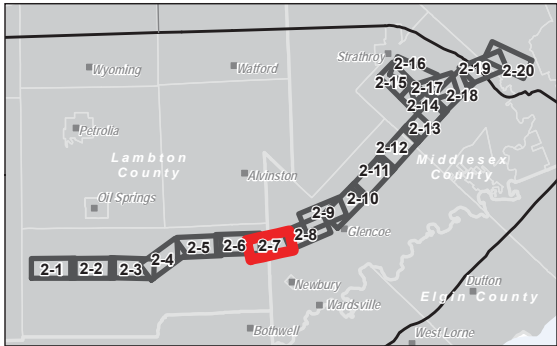 Strathroy
2-16
2-19
2-20
Wyoming
Watford
2-15
2-17
2-18
2-14
Petrolia
2-13
Lambton
County
2-12
Middlesex
County
2-11
Alvinston
Oil Springs
2-10
2-9
2-8
Glencoe
2-7
2-6
2-5
2-4
2-1
2-2
2-3
Newbury
Dutton
Elgin County
Wardsville
Bothwell
West Lorne